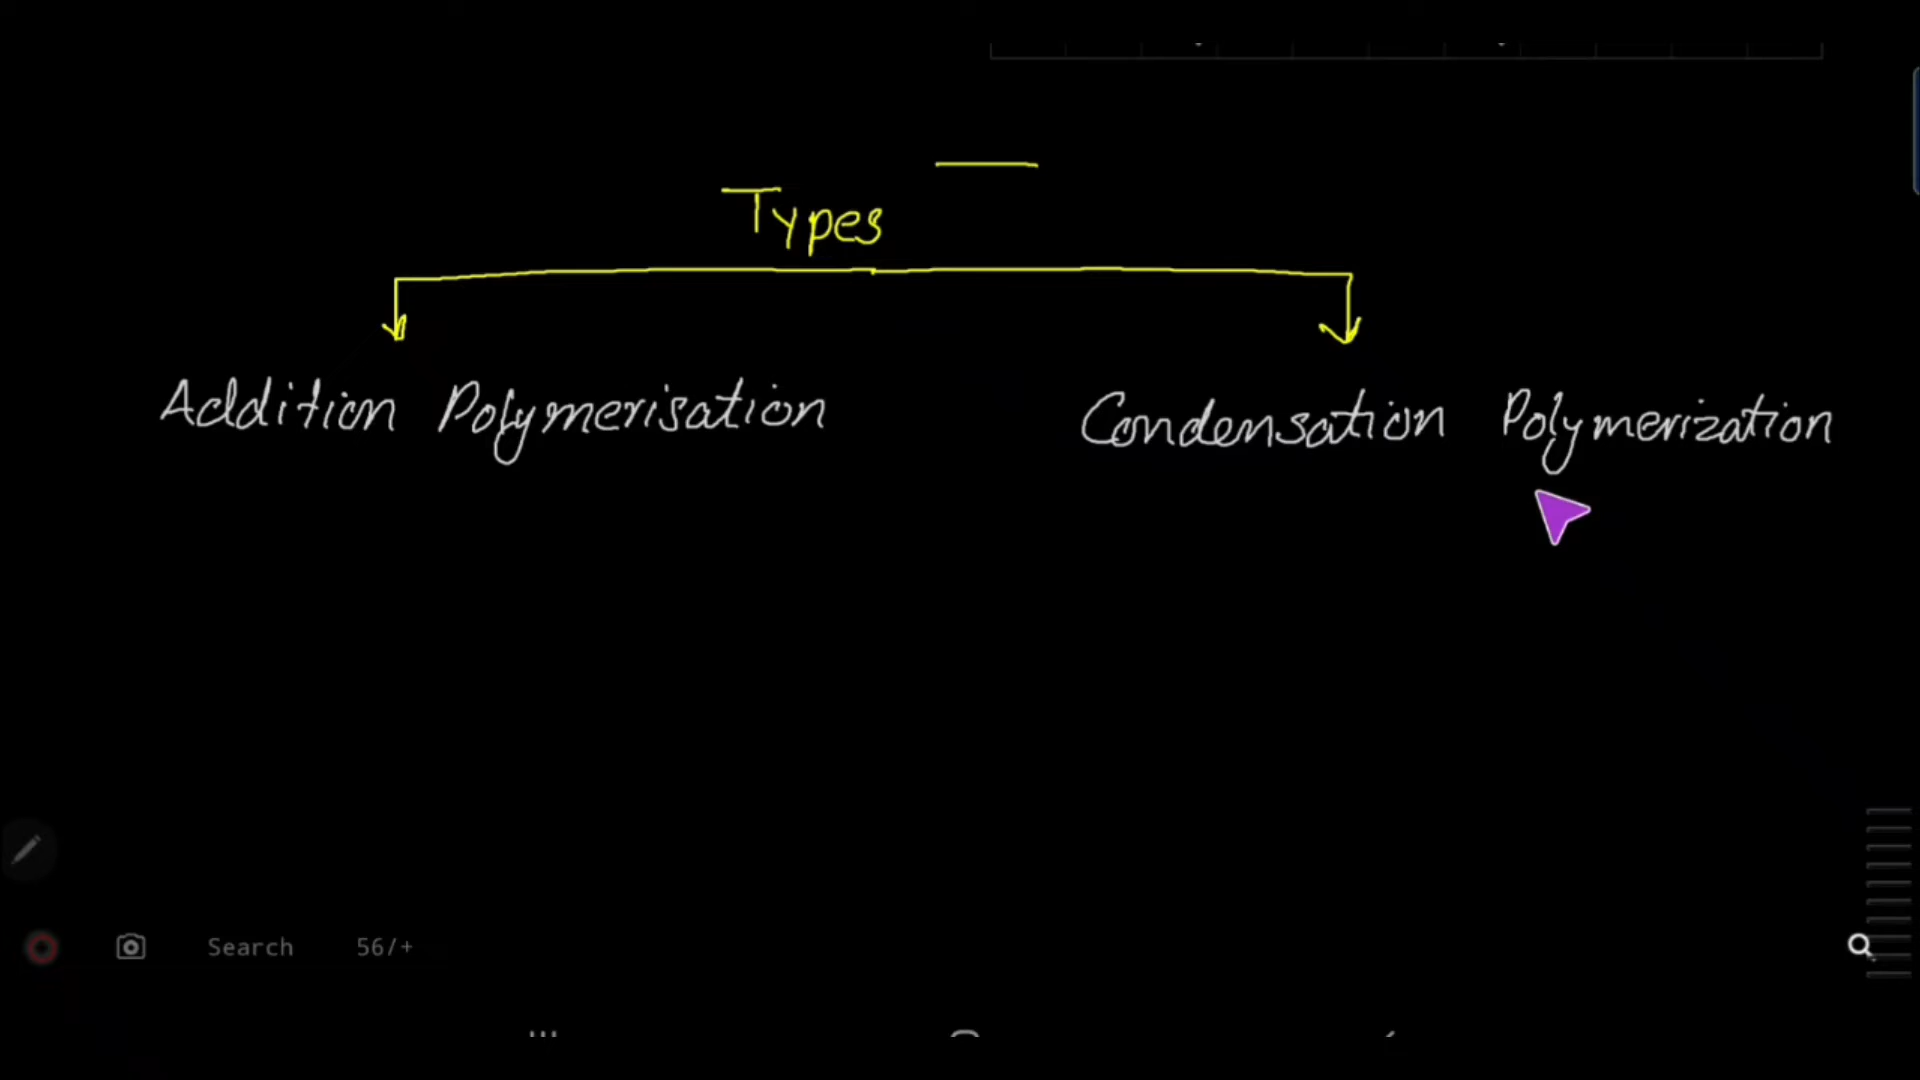 Types
Addition Polymerisation
Condensation Polymerization
Search 56/+